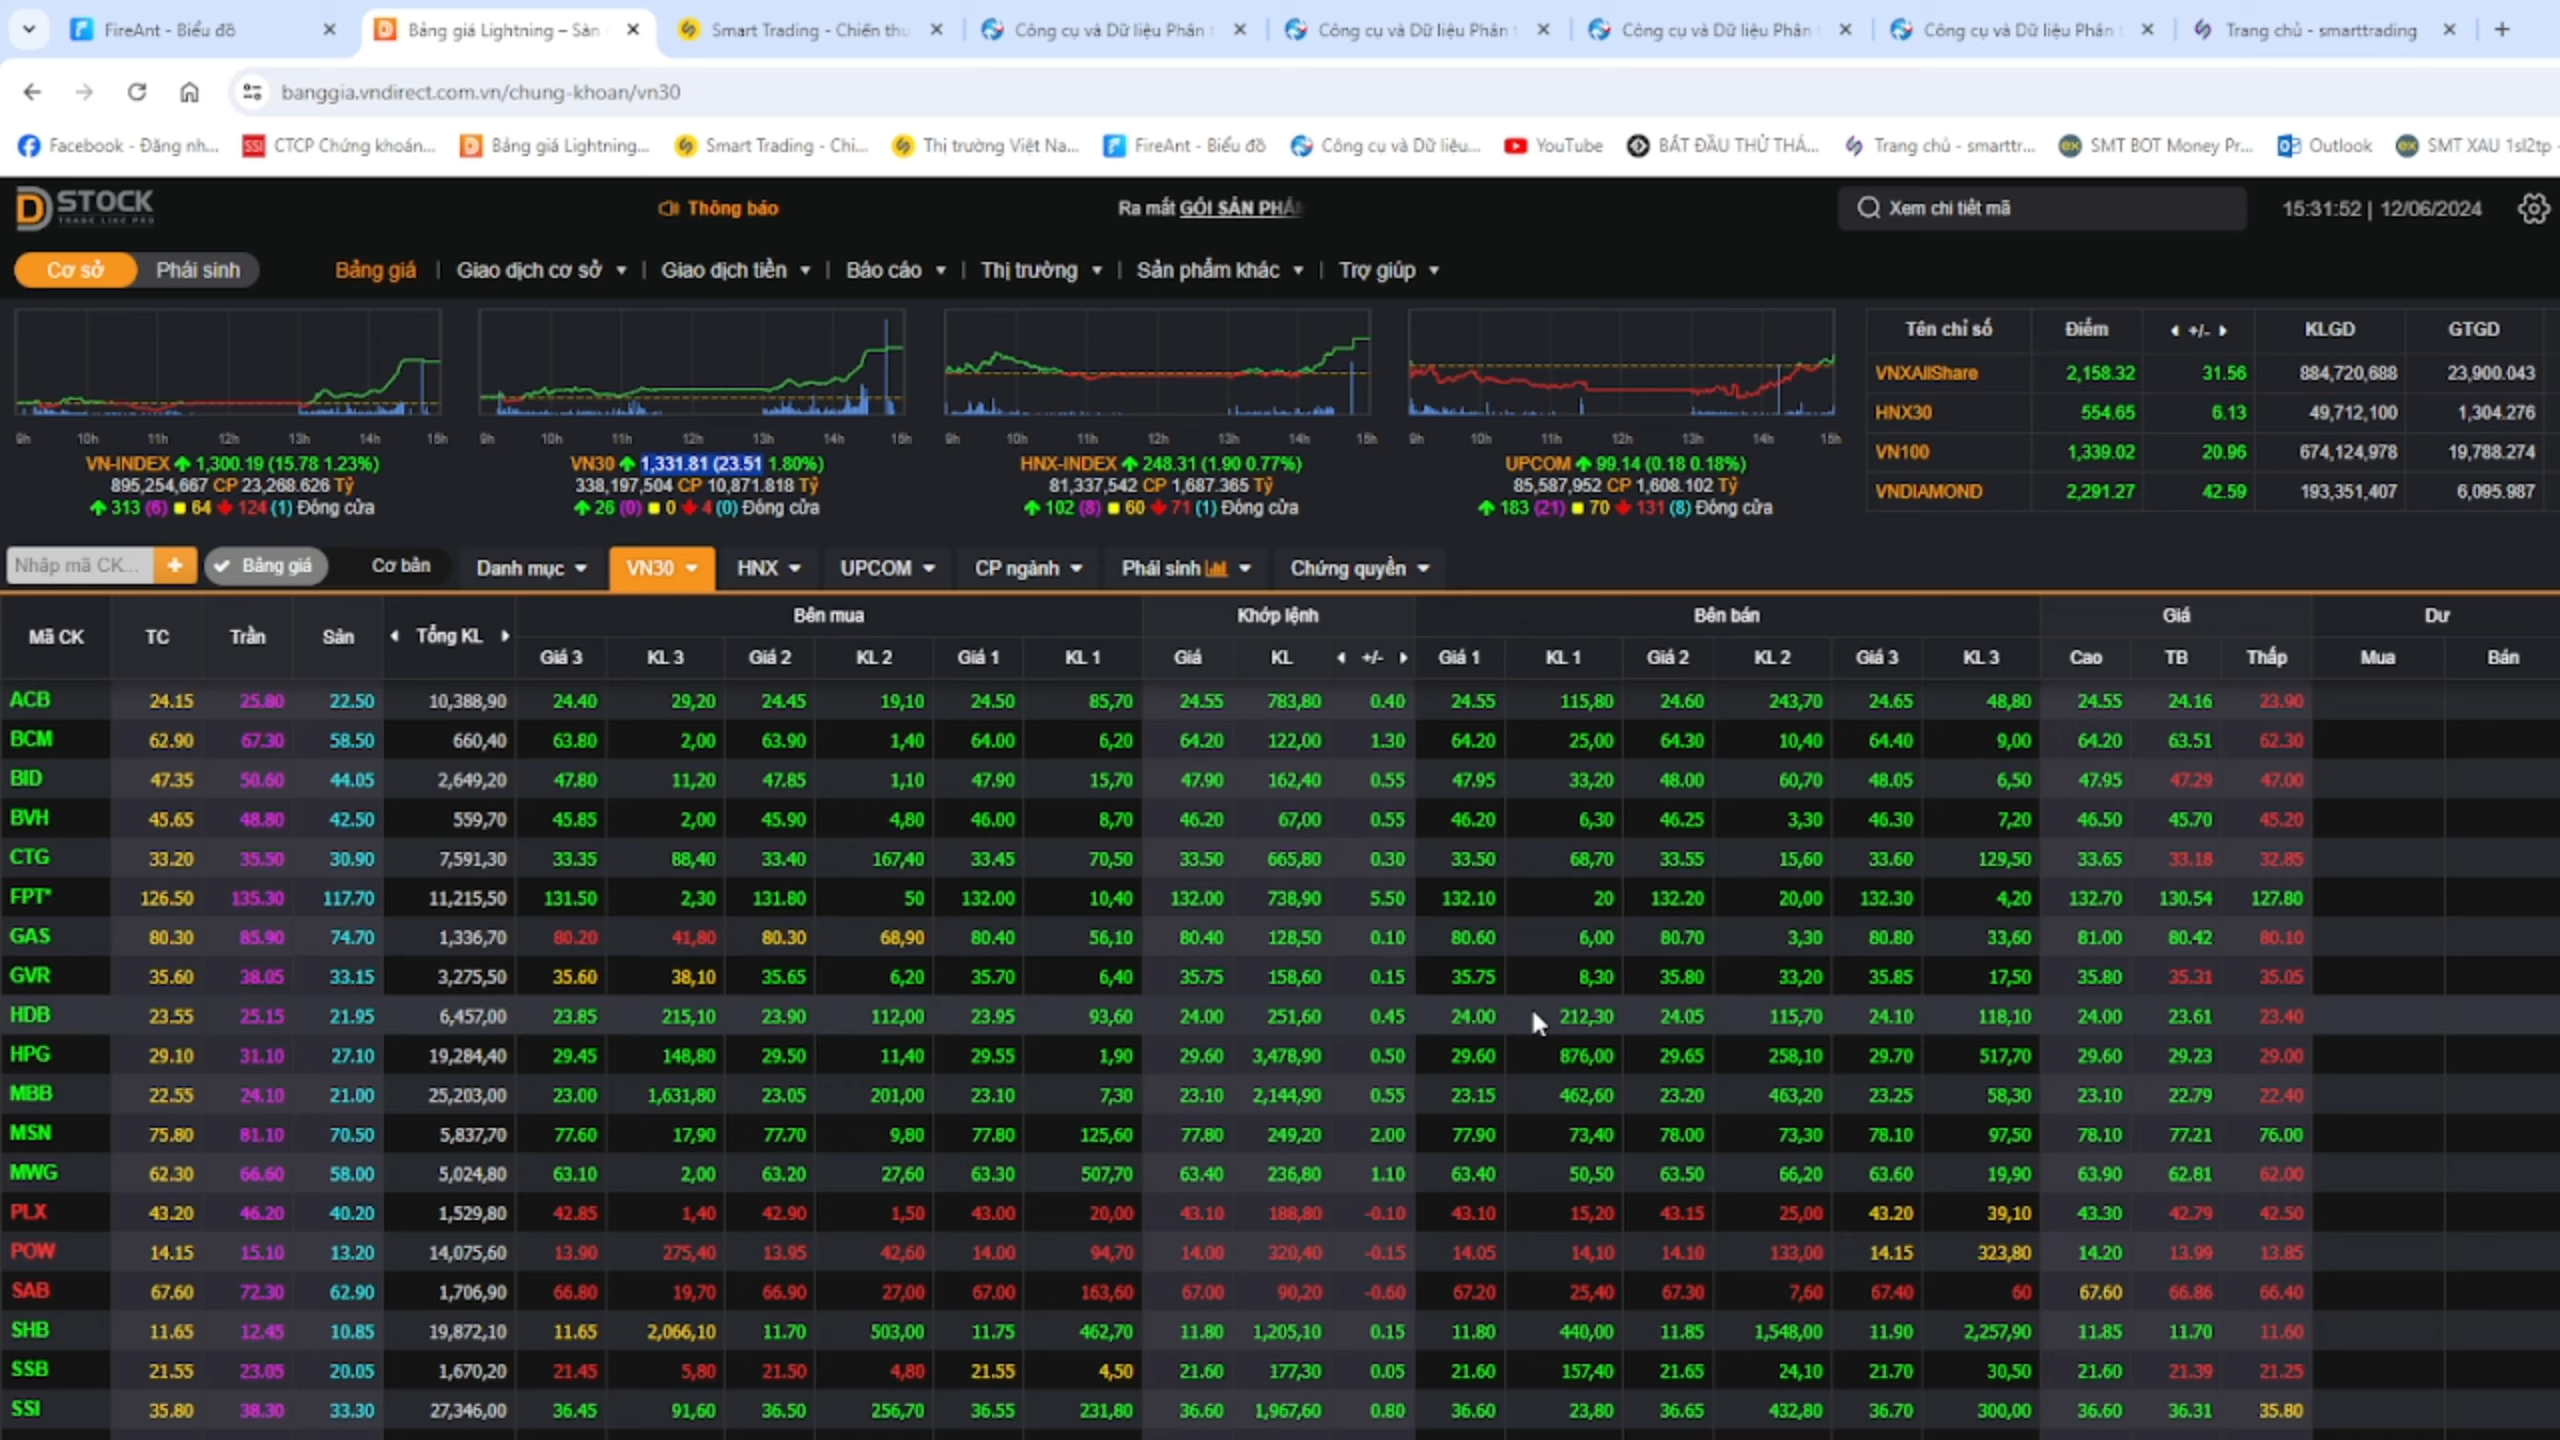 FireAnt - Biểu đồ
Bảng giá Lightning – Sàn
Smart Trading - Chiến thu
Công cụ và Dữ liệu Phân t
Công cụ và Dữ liệu Phân t
Công cụ và Dữ liệu Phân t
Công cụ và Dữ liệu Phân t
Trang chủ - smarttrading
banggia.vndirect.com.vn/chung-khoan/vn30
Facebook - Đăng nh... SSI CTCP Chứng khoán... Bảng giá Lightning... Smart Trading - Chi... Thị trường Việt Na... FireAnt - Biểu đồ Công cụ và Dữ liệu... YouTube BẮT ĐẦU THỬ THÁ... Trang chủ - smarttr... SMT BOT Money Pr... Outlook SMT XAU 1sl2tp
DSTOCK
TRADE LIKE PRO
Thông báo
Ra mắt GÓI SẢN PHẨ
Xem chi tiết mã
15:31:52 | 12/06/2024
Cơ sở Phái sinh
Bảng giá | Giao dịch cơ sở | Giao dịch tiền | Báo cáo | Thị trường | Sản phẩm khác | Trợ giúp
9h 10h 11h 12h 13h 14h 15h
VN-INDEX 1,300.19 (15.78 1.23%)
895,254,667 CP 23,268.626 Tỷ
313 (6) 64 124 (1) Đóng cửa
9h 10h 11h 12h 13h 14h 15h
VN30 1,331.81 (23.51 1.80%)
338,197,504 CP 10,871.818 Tỷ
26 (0) 0 4 (0) Đóng cửa
9h 10h 11h 12h 13h 14h 15h
HNX-INDEX 248.31 (1.90 0.77%)
81,337,542 CP 1,687.365 Tỷ
102 (8) 60 71 (1) Đóng cửa
9h 10h 11h 12h 13h 14h 15h
UPCOM 99.14 (0.18 0.18%)
85,587,952 CP 1,608.102 Tỷ
183 (21) 70 131 (8) Đóng cửa
Tên chỉ số Điểm +/- KLGD GTGD
VNXAllShare 2,158.32 31.56 884,720,688 23,900.043
HNX30 554.65 6.13 49,712,100 1,304.276
VN100 1,339.02 20.96 674,124,978 19,788.274
VNDIAMOND 2,291.27 42.59 193,351,407 6,095.987
Nhập mã CK... + Bảng giá Cơ bản Danh mục VN30 HNX UPCOM CP ngành Phái sinh Chứng quyền
Mã CK TC Trần Sàn Tổng KL Bên mua Khớp lệnh Bên bán Giá Dư
Giá 3 KL 3 Giá 2 KL 2 Giá 1 KL 1 Giá KL +/- Giá 1 KL 1 Giá 2 KL 2 Giá 3 KL 3 Cao TB Thấp Mua Bán
ACB 24.15 25.80 22.50 10,388,90 24.40 29,20 24.45 19,10 24.50 85,70 24.55 783,80 0.40 24.55 115,80 24.60 243,70 24.65 48,80 24.55 24.16 23.90
BCM 62.90 67.30 58.50 660,40 63.80 2,00 63.90 1,40 64.00 6,20 64.20 122,00 1.30 64.20 25,00 64.30 10,40 64.40 9,00 64.20 63.51 62.30
BID 47.35 50.60 44.05 2,649,20 47.80 11,20 47.85 1,10 47.90 15,70 47.90 162,40 0.55 47.95 33,20 48.00 60,70 48.05 6,50 47.95 47.29 47.00
BVH 45.65 48.80 42.50 559,70 45.85 2,00 45.90 4,80 46.00 8,70 46.20 67,00 0.55 46.20 6,30 46.25 3,30 46.30 7,20 46.50 45.70 45.20
CTG 33.20 35.50 30.90 7,591,30 33.35 88,40 33.40 167,40 33.45 70,50 33.50 665,80 0.30 33.50 68,70 33.55 15,60 33.60 129,50 33.65 33.18 32.85
FPT* 126.50 135.30 117.70 11,215,50 131.50 2,30 131.80 50 132.00 10,40 132.00 738,90 5.50 132.10 20 132.20 20,00 132.30 4,20 132.70 130.54 127.80
GAS 80.30 85.90 74.70 1,336,70 80.20 41,80 80.30 68,90 80.40 56,10 80.40 128,50 0.10 80.60 6,00 80.70 3,30 80.80 33,60 81.00 80.42 80.10
GVR 35.60 38.05 33.15 3,275,50 35.60 38,10 35.65 6,20 35.70 6,40 35.75 158,60 0.15 35.75 8,30 35.80 33,20 35.85 17,50 35.80 35.31 35.05
HDB 23.55 25.15 21.95 6,457,00 23.85 215,10 23.90 112,00 23.95 93,60 24.00 251,60 0.45 24.00 212,30 24.05 115,70 24.10 118,10 24.00 23.61 23.40
HPG 29.10 31.10 27.10 19,284,40 29.45 148,80 29.50 11,40 29.55 1,90 29.60 3,478,90 0.50 29.60 876,00 29.65 258,10 29.70 517,70 29.60 29.23 29.00
MBB 22.55 24.10 21.00 25,203,00 23.00 1,631,80 23.05 201,00 23.10 7,30 23.10 2,144,90 0.55 23.15 462,60 23.20 463,20 23.25 58,30 23.10 22.79 22.40
MSN 75.80 81.10 70.50 5,837,70 77.60 17,90 77.70 9,80 77.80 125,60 77.80 249,20 2.00 77.90 73,40 78.00 73,30 78.10 97,50 78.10 77.21 76.00
MWG 62.30 66.60 58.00 5,024,80 63.10 2,00 63.20 27,60 63.30 507,70 63.40 236,80 1.10 63.40 50,50 63.50 66,20 63.60 19,90 63.90 62.81 62.00
PLX 43.20 46.20 40.20 1,529,80 42.85 1,40 42.90 1,50 43.00 20,00 43.10 188,80 -0.10 43.10 15,20 43.15 25,00 43.20 39,10 43.30 42.79 42.50
POW 14.15 15.10 13.20 14,075,60 13.90 275,40 13.95 42,60 14.00 94,70 14.00 320,40 -0.15 14.05 14,10 14.10 133,00 14.15 323,80 14.20 13.99 13.85
SAB 67.60 72.30 62.90 1,706,90 66.80 19,70 66.90 27,00 67.00 163,60 67.00 90,20 -0.60 67.20 25,40 67.30 7,60 67.40 60 67.60 66.86 66.40
SHB 11.65 12.45 10.85 19,872,10 11.65 2,066,10 11.70 503,00 11.75 462,70 11.80 1,205,10 0.15 11.80 440,00 11.85 1,548,00 11.90 2,257,90 11.85 11.70 11.60
SSB 21.55 23.05 20.05 1,670,20 21.45 5,80 21.50 4,80 21.55 4,50 21.60 177,30 0.05 21.60 157,40 21.65 24,10 21.70 30,50 21.60 21.39 21.25
SSI 35.80 38.30 33.30 27,346,00 36.45 91,60 36.50 256,70 36.55 231,80 36.60 1,967,60 0.80 36.60 23,80 36.65 432,80 36.70 300,00 36.60 36.31 35.80